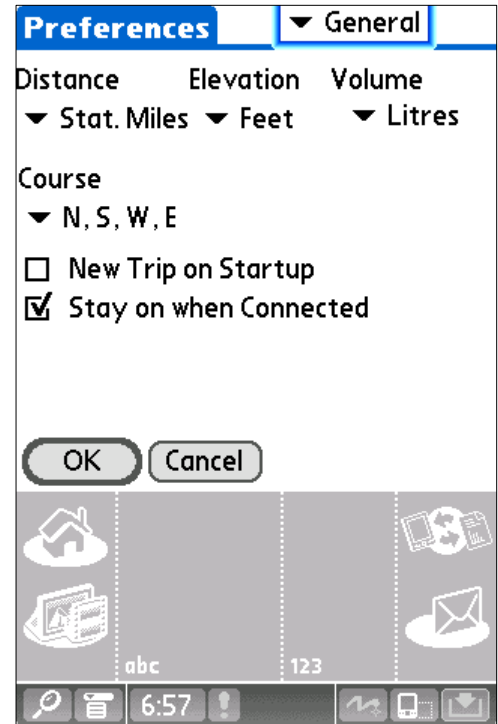 Preferences General
Distance Elevation Volume
Stat. Miles Feet Litres
Course
N, S, W, E
New Trip on Startup
Stay on when Connected
OK Cancel
abc 123
6:57